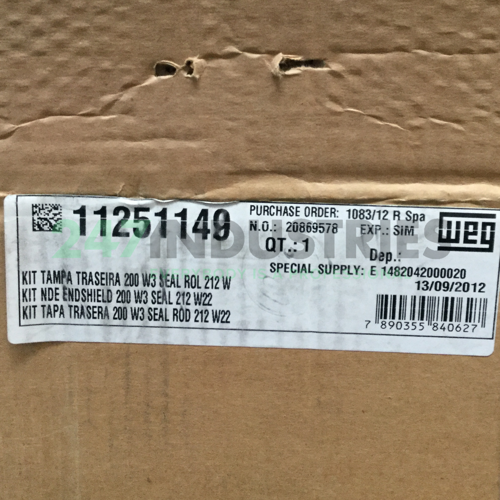 11251149
PURCHASE ORDER: 1083/12 R Spa
N.O.: 20869578 EXP.: SIM
QT.: 1 Dep.:
SPECIAL SUPPLY: E 1482042000020
13/09/2012
WEG
KIT TAMPA TRASEIRA 200 W3 SEAL ROL 212 W
KIT NDE ENDSHIELD 200 W3 SEAL 212 W22
KIT TAPA TRASERA 200 W3 SEAL ROD 212 W22
7 890355 840627
247 INDUSTRIES